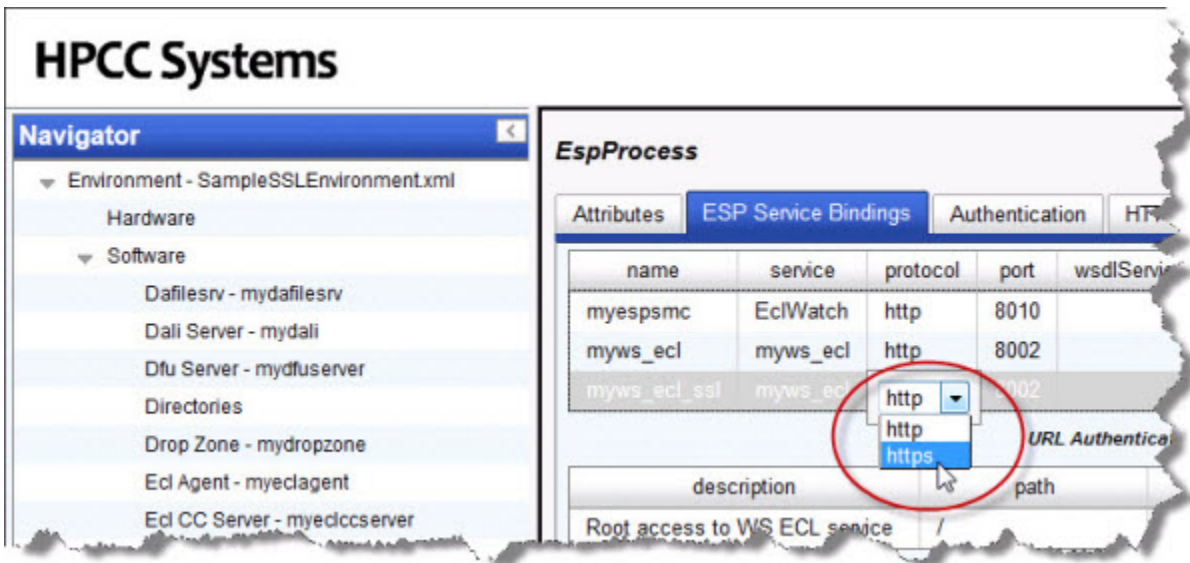 HPCC Systems
Navigator
Environment - SampleSSLEnvironment.xml
Hardware
Software
Dafilesrv - mydafilesrv
Dali Server - mydali
Dfu Server - mydfuserver
Directories
Drop Zone - mydropzone
Ecl Agent - myeclagent
Ecl CC Server - myeclccserver
EspProcess
Attributes ESP Service Bindings Authentication
name service protocol port
myespsmc EclWatch http 8010
myws_ecl myws_ecl http 8002
myws_ecl_ssl http
http
https
URL
description path
Root access to WS ECL service /